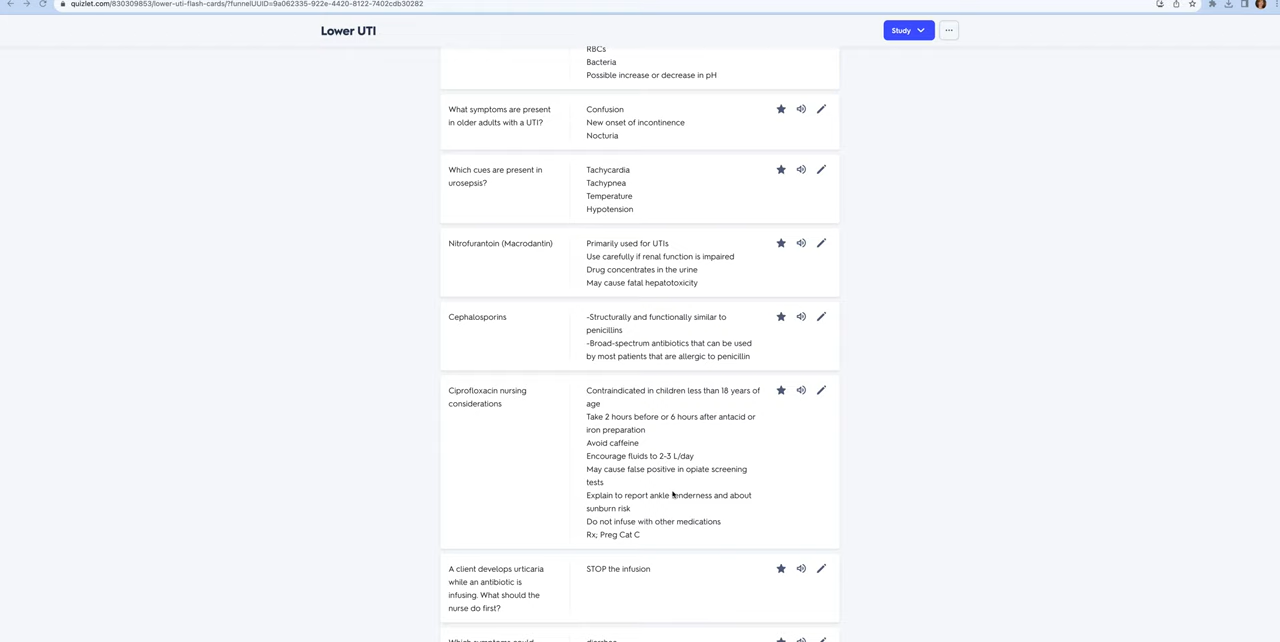 quizlet.com/830309853/lower-uti-flash-cards/?funnelUUID=9a062335-922e-4420-8122-7402cdb30282
Lower UTI
Study
RBCs
Bacteria
Possible increase or decrease in pH
What symptoms are present
in older adults with a UTI?
Confusion
New onset of incontinence
Nocturia
Which cues are present in
urosepsis?
Tachycardia
Tachypnea
Temperature
Hypotension
Nitrofurantoin (Macrodantin)
Primarily used for UTIs
Use carefully if renal function is impaired
Drug concentrates in the urine
May cause fatal hepatotoxicity
Cephalosporins
-Structurally and functionally similar to
penicillins
-Broad-spectrum antibiotics that can be used
by most patients that are allergic to penicillin
Ciprofloxacin nursing
considerations
Contraindicated in children less than 18 years of
age
Take 2 hours before or 6 hours after antacid or
iron preparation
Avoid caffeine
Encourage fluids to 2-3 L/day
May cause false positive in opiate screening
tests
Explain to report ankle tenderness and about
sunburn risk
Do not infuse with other medications
Rx; Preg Cat C
A client develops urticaria
while an antibiotic is
infusing. What should the
nurse do first?
STOP the infusion
Which symptoms could
diarrhea